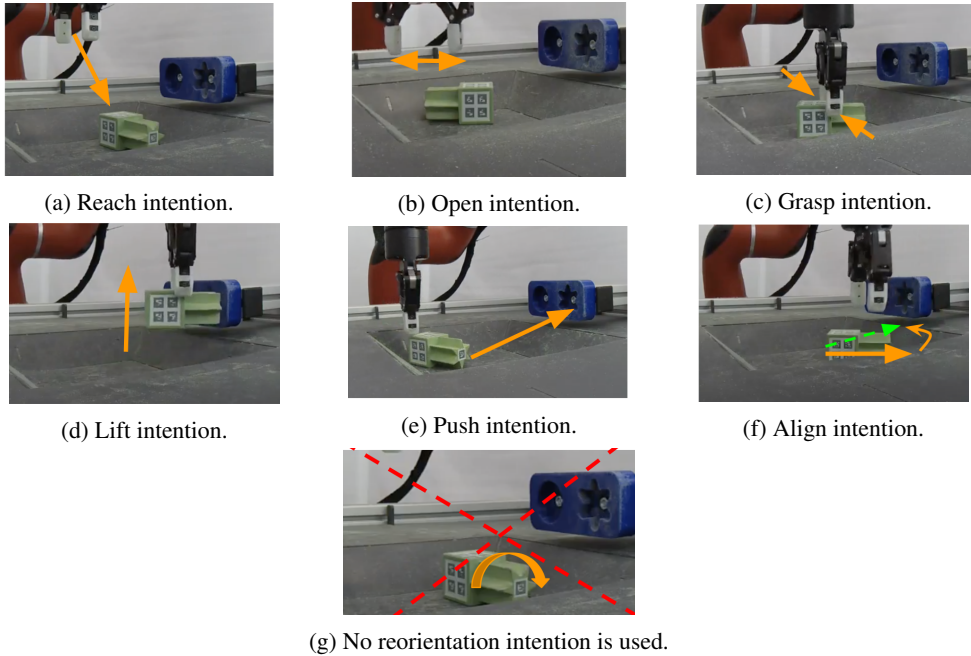 (a) Reach intention.
(b) Open intention.
(c) Grasp intention.
(d) Lift intention.
(e) Push intention.
(f) Align intention.
(g) No reorientation intention is used.